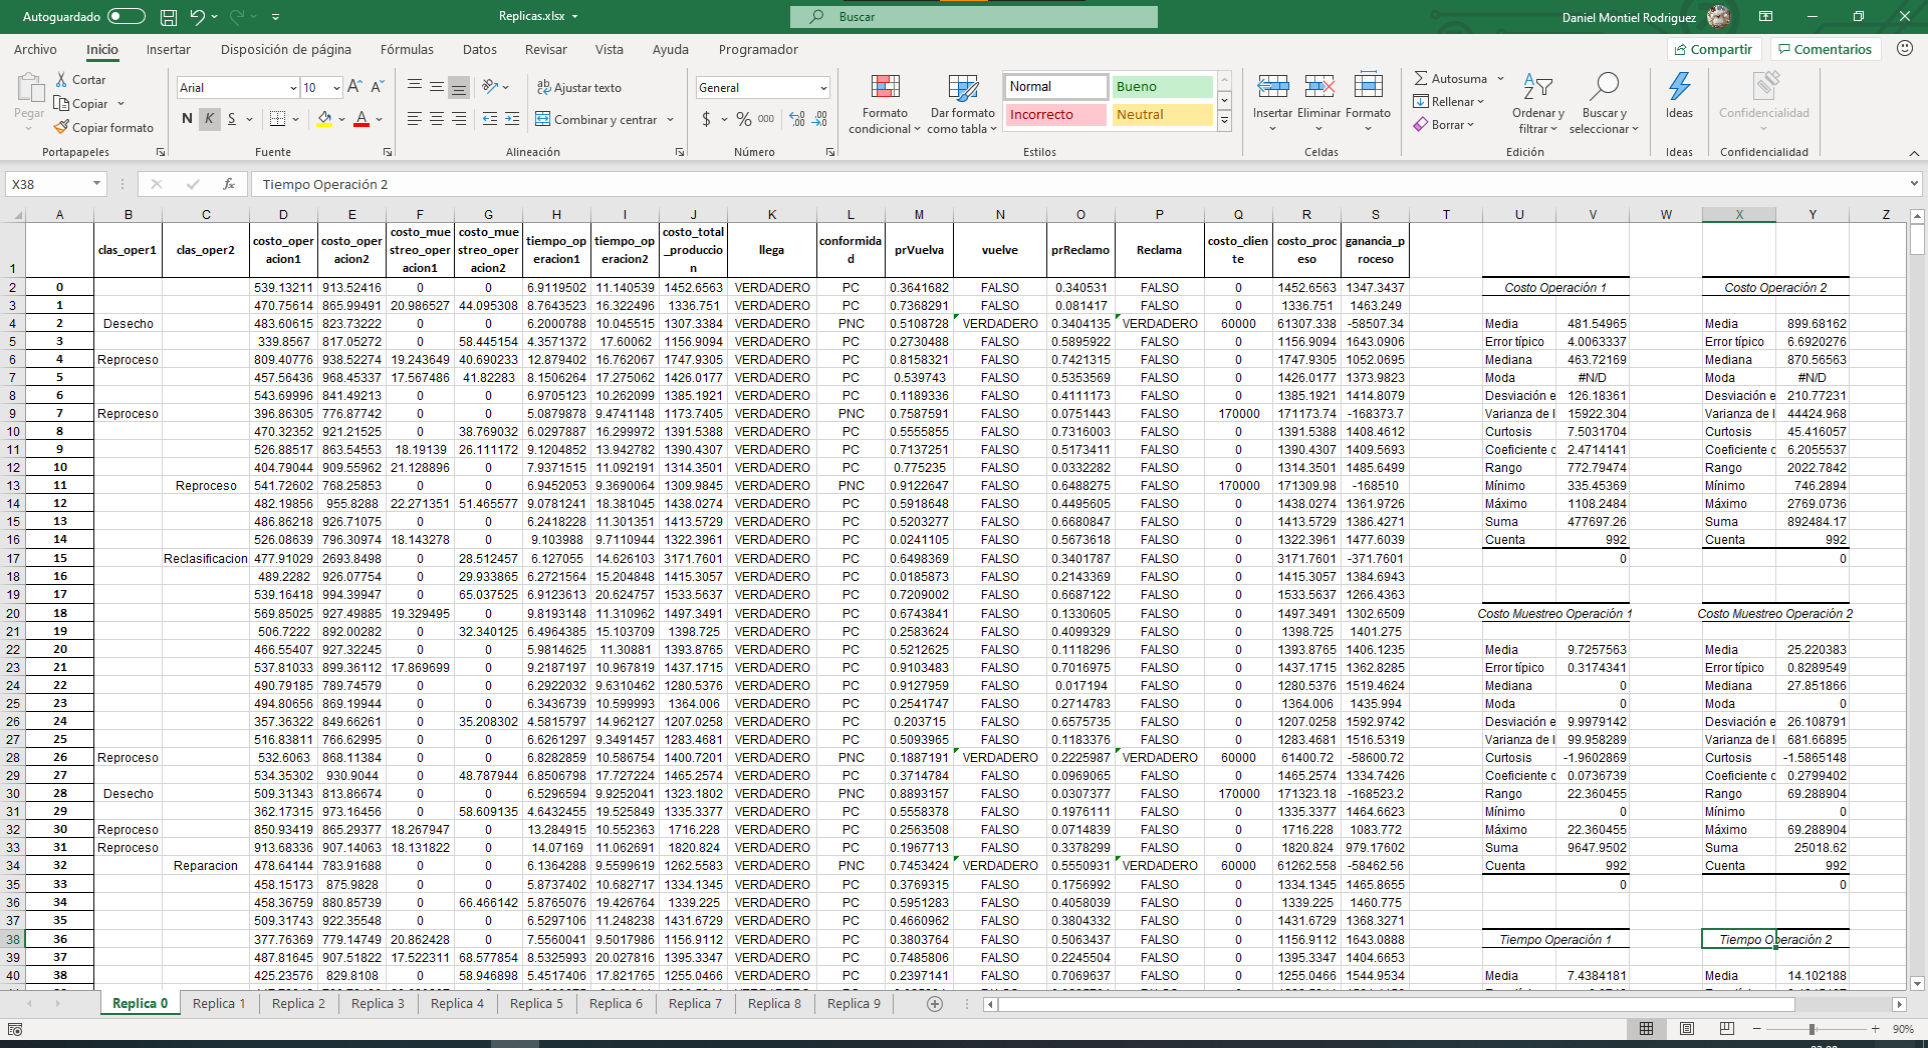 Autoguardado
Replicas.xlsx
Buscar
Daniel Montiel Rodriguez
Archivo Inicio Insertar Disposición de página Fórmulas Datos Revisar Vista Ayuda Programador
Compartir Comentarios
Pegar Cortar Copiar Copiar formato
Arial 10
N K S
Ajustar texto
Combinar y centrar
General
$ % 000
Formato condicional
Dar formato como tabla
Normal Bueno
Incorrecto Neutral
Insertar Eliminar Formato
Autosuma
Rellenar
Borrar
Ordenar y filtrar
Buscar y seleccionar
Ideas
Confidencialidad
Portapapeles Fuente Alineación Número Estilos Celdas Edición Ideas Confidencialidad
X38 fx Tiempo Operación 2
A B C D E F G H I J K L M N O P Q R S T U V W X Y Z
1 clas_oper1 clas_oper2 costo_operacion1 costo_operacion2 costo_muestreo_operacion1 costo_muestreo_operacion2 tiempo_operacion1 tiempo_operacion2 costo_total_produccion llega conformidad prVuelva vuelve prReclamo Reclama costo_cliente costo_proceso ganancia_proceso
2 0 539.13211 913.52416 0 0 6.9119502 11.140539 1452.6563 VERDADERO PC 0.3641682 FALSO 0.340531 FALSO 0 1452.6563 1347.3437 Costo Operación 1 Costo Operación 2
3 1 470.75614 865.99491 20.986527 44.095308 8.7643523 16.322496 1336.751 VERDADERO PC 0.7368291 FALSO 0.081417 FALSO 0 1336.751 1463.249
4 2 Desecho 483.60615 823.73222 0 0 6.2000788 10.045515 1307.3384 VERDADERO PNC 0.5108728 VERDADERO 0.3404135 VERDADERO 60000 61307.338 -58507.34 Media 481.54965 Media 899.68162
5 3 339.8567 817.05272 0 58.445154 4.3571372 17.60062 1156.9094 VERDADERO PC 0.2730488 FALSO 0.5895922 FALSO 0 1156.9094 1643.0906 Error típico 4.0063337 Error típico 6.6920276
6 4 Reproceso 809.40776 938.52274 19.243649 40.690233 12.879402 16.762067 1747.9305 VERDADERO PC 0.8158321 FALSO 0.7421315 FALSO 0 1747.9305 1052.0695 Mediana 463.72169 Mediana 870.56563
7 5 457.56436 968.45337 17.567486 41.82283 8.1506264 17.275062 1426.0177 VERDADERO PC 0.539743 FALSO 0.5353569 FALSO 0 1426.0177 1373.9823 Moda #N/D Moda #N/D
8 6 543.69996 841.49213 0 0 6.9705123 10.262099 1385.1921 VERDADERO PC 0.1189336 FALSO 0.4111173 FALSO 0 1385.1921 1414.8079 Desviación e 126.18361 Desviación e 210.77231
9 7 Reproceso 396.86305 776.87742 0 0 5.0879878 9.4741148 1173.7405 VERDADERO PNC 0.7587591 FALSO 0.0751443 FALSO 170000 171173.74 -168373.7 Varianza de l 15922.304 Varianza de l 44424.968
10 8 470.32352 921.21525 0 38.769032 6.0297887 16.299972 1391.5388 VERDADERO PC 0.5555855 FALSO 0.7316003 FALSO 0 1391.5388 1408.4612 Curtosis 7.5031704 Curtosis 45.416057
11 9 526.88517 863.54553 18.19139 26.111172 9.1204852 13.942782 1390.4307 VERDADERO PC 0.7137251 FALSO 0.5173411 FALSO 0 1390.4307 1409.5693 Coeficiente c 2.4714141 Coeficiente c 6.2055537
12 10 404.79044 909.55962 21.128896 0 7.9371515 11.092191 1314.3501 VERDADERO PC 0.775235 FALSO 0.0332282 FALSO 0 1314.3501 1485.6499 Rango 772.79474 Rango 2022.7842
13 11 Reproceso 541.72602 768.25853 0 0 6.9452053 9.3690064 1309.9845 VERDADERO PNC 0.9122647 FALSO 0.6488275 FALSO 170000 171309.98 -168510 Mínimo 335.45369 Mínimo 746.2894
14 12 482.19856 955.8288 22.271351 51.465577 9.0781241 18.381045 1438.0274 VERDADERO PC 0.5918648 FALSO 0.4495605 FALSO 0 1438.0274 1361.9726 Máximo 1108.2484 Máximo 2769.0736
15 13 486.86218 926.71075 0 0 6.2418228 11.301351 1413.5729 VERDADERO PC 0.5203277 FALSO 0.6680847 FALSO 0 1413.5729 1386.4271 Suma 477697.26 Suma 892484.17
16 14 526.08639 796.30974 18.143278 0 9.103988 9.7110944 1322.3961 VERDADERO PC 0.0241105 FALSO 0.5673618 FALSO 0 1322.3961 1477.6039 Cuenta 992 Cuenta 992
17 15 Reclasificacion 477.91029 2693.8498 0 28.512457 6.127055 14.626103 3171.7601 VERDADERO PC 0.6498369 FALSO 0.3401787 FALSO 0 3171.7601 -371.7601 0 0
18 16 489.2282 926.07754 0 29.933865 6.2721564 15.204848 1415.3057 VERDADERO PC 0.0185873 FALSO 0.2143369 FALSO 0 1415.3057 1384.6943
19 17 539.16418 994.39947 0 65.037525 6.9123613 20.624757 1533.5637 VERDADERO PC 0.7209002 FALSO 0.6687122 FALSO 0 1533.5637 1266.4363
20 18 569.85025 927.49885 19.329495 0 9.8193148 11.310962 1497.3491 VERDADERO PC 0.6743841 FALSO 0.1330605 FALSO 0 1497.3491 1302.6509 Costo Muestreo Operación 1 Costo Muestreo Operación 2
21 19 506.7222 892.00282 0 32.340125 6.4964385 15.103709 1398.725 VERDADERO PC 0.2583624 FALSO 0.4099329 FALSO 0 1398.725 1401.275
22 20 466.55407 927.32245 0 0 5.9814625 11.30881 1393.8765 VERDADERO PC 0.5212625 FALSO 0.1118296 FALSO 0 1393.8765 1406.1235 Media 9.7257563 Media 25.220383
23 21 537.81033 899.36112 17.869699 0 9.2187197 10.967819 1437.1715 VERDADERO PC 0.9103483 FALSO 0.7016975 FALSO 0 1437.1715 1362.8285 Error típico 0.3174341 Error típico 0.8289549
24 22 490.79185 789.74579 0 0 6.2922032 9.6310462 1280.5376 VERDADERO PC 0.9127959 FALSO 0.017194 FALSO 0 1280.5376 1519.4624 Mediana 0 Mediana 27.851866
25 23 494.80656 869.19944 0 0 6.3436739 10.599993 1364.006 VERDADERO PC 0.2541747 FALSO 0.2714783 FALSO 0 1364.006 1435.994 Moda 0 Moda 0
26 24 357.36322 849.66261 0 35.208302 4.5815797 14.962127 1207.0258 VERDADERO PC 0.203715 FALSO 0.6575735 FALSO 0 1207.0258 1592.9742 Desviación e 9.9979142 Desviación e 26.108791
27 25 516.83811 766.62995 0 0 6.6261297 9.3491457 1283.4681 VERDADERO PC 0.5093965 FALSO 0.1183376 FALSO 0 1283.4681 1516.5319 Varianza de l 99.958289 Varianza de l 681.66895
28 26 Reproceso 532.6063 868.11384 0 0 6.8282859 10.586754 1400.7201 VERDADERO PNC 0.1887191 VERDADERO 0.2225987 VERDADERO 60000 61400.72 -58600.72 Curtosis -1.9602869 Curtosis -1.5865148
29 27 534.35302 930.9044 0 48.787944 6.8506798 17.727224 1465.2574 VERDADERO PC 0.3714784 FALSO 0.0969065 FALSO 0 1465.2574 1334.7426 Coeficiente c 0.0736739 Coeficiente c 0.2799402
30 28 Desecho 509.31343 813.86674 0 0 6.5296594 9.9252041 1323.1802 VERDADERO PNC 0.8893157 FALSO 0.0307377 FALSO 170000 171323.18 -168523.2 Rango 22.360455 Rango 69.288904
31 29 362.17315 973.16456 0 58.609135 4.6432455 19.525849 1335.3377 VERDADERO PC 0.5558378 FALSO 0.1976111 FALSO 0 1335.3377 1464.6623 Mínimo 0 Mínimo 0
32 30 Reproceso 850.93419 865.29377 18.267947 0 13.284915 10.552363 1716.228 VERDADERO PC 0.2563508 FALSO 0.0714839 FALSO 0 1716.228 1083.772 Máximo 22.360455 Máximo 69.288904
33 31 Reproceso 913.68336 907.14063 18.131822 0 14.07169 11.062691 1820.824 VERDADERO PC 0.1967713 FALSO 0.3378299 FALSO 0 1820.824 979.17602 Suma 9647.9502 Suma 25018.62
34 32 Reparacion 478.64144 783.91688 0 0 6.1364288 9.5599619 1262.5583 VERDADERO PNC 0.7453424 VERDADERO 0.5550931 VERDADERO 60000 61262.558 -58462.56 Cuenta 992 Cuenta 992
35 33 458.15173 875.9828 0 0 5.8737402 10.682717 1334.1345 VERDADERO PC 0.3769315 FALSO 0.1756992 FALSO 0 1334.1345 1465.8655 0 0
36 34 458.36759 880.85739 0 66.466142 5.8765076 19.426764 1339.225 VERDADERO PC 0.5951283 FALSO 0.4058039 FALSO 0 1339.225 1460.775
37 35 509.31743 922.35548 0 0 6.5297106 11.248238 1431.6729 VERDADERO PC 0.4660962 FALSO 0.3804332 FALSO 0 1431.6729 1368.3271
38 36 377.76369 779.14749 20.862428 0 7.5560041 9.5017986 1156.9112 VERDADERO PC 0.3803764 FALSO 0.5063437 FALSO 0 1156.9112 1643.0888 Tiempo Operación 1 Tiempo Operación 2
39 37 487.81645 907.51822 17.522311 68.577854 8.5325993 20.027816 1395.3347 VERDADERO PC 0.7485806 FALSO 0.2245504 FALSO 0 1395.3347 1404.6653
40 38 425.23576 829.8108 0 58.946898 5.4517406 17.821765 1255.0466 VERDADERO PC 0.2397141 FALSO 0.7069637 FALSO 0 1255.0466 1544.9534 Media 7.4384181 Media 14.102188
Replica 0 Replica 1 Replica 2 Replica 3 Replica 4 Replica 5 Replica 6 Replica 7 Replica 8 Replica 9
90%